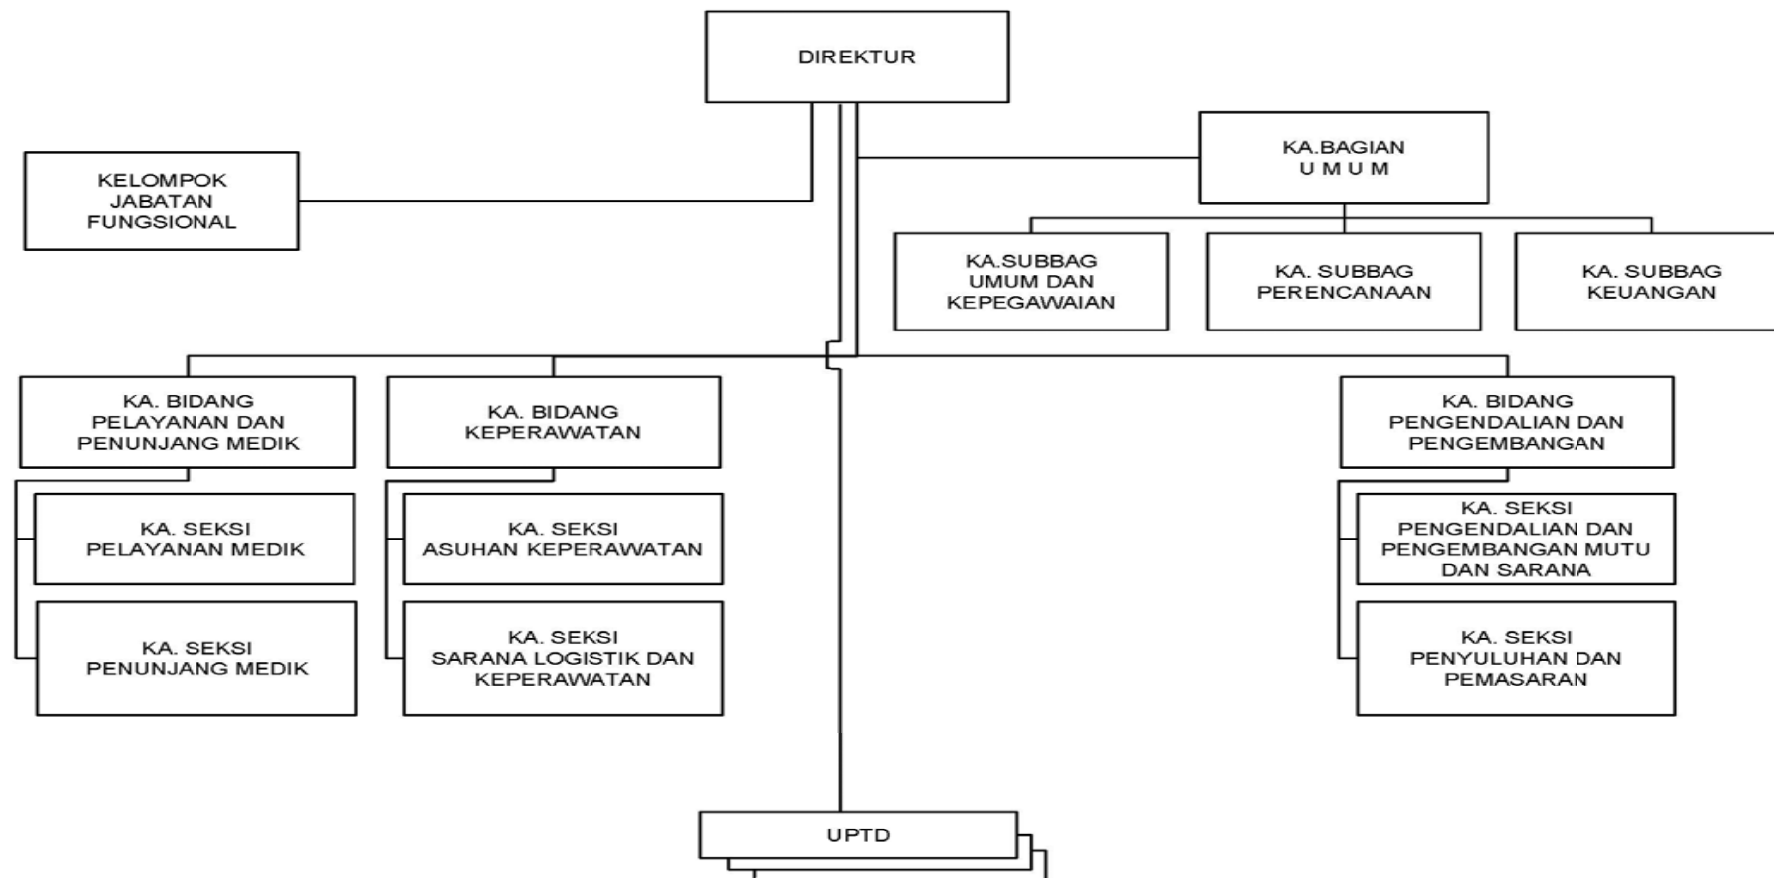 DIREKTUR
KA.BAGIAN
U M U M
KELOMPOK
JABATAN
FUNGSIONAL
KA.SUBBAG
UMUM DAN
KEPEGAWAIAN
KA. SUBBAG
PERENCANAAN
KA. SUBBAG
KEUANGAN
KA. BIDANG
PELAYANAN DAN
PENUNJANG MEDIK
KA. BIDANG
KEPERAWATAN
KA. BIDANG
PENGENDALIAN DAN
PENGEMBANGAN
KA. SEKSI
PELAYANAN MEDIK
KA. SEKSI
ASUHAN KEPERAWATAN
KA. SEKSI
PENGENDALIAN DAN
PENGEMBANGAN MUTU
DAN SARANA
KA. SEKSI
PENUNJANG MEDIK
KA. SEKSI
SARANA LOGISTIK DAN
KEPERAWATAN
KA. SEKSI
PENYULUHAN DAN
PEMASARAN
UPTD